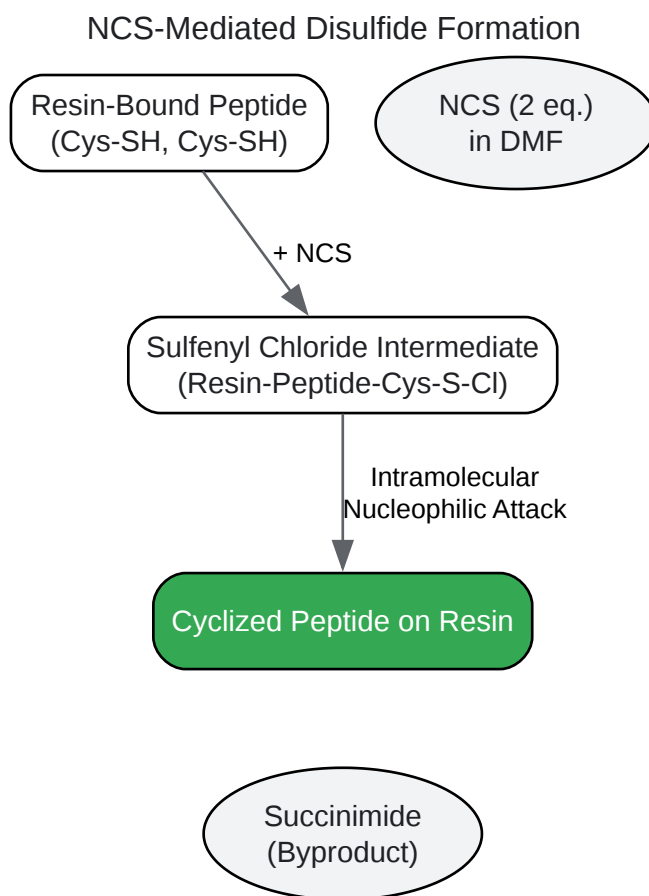 NCS-Mediated Disulfide Formation
Resin-Bound Peptide
(Cys-SH, Cys-SH)
NCS (2 eq.)
in DMF
+ NCS
Sulfenyl Chloride Intermediate
(Resin-Peptide-Cys-S-Cl)
Intramolecular
Nucleophilic Attack
Cyclized Peptide on Resin
Succinimide
(Byproduct)